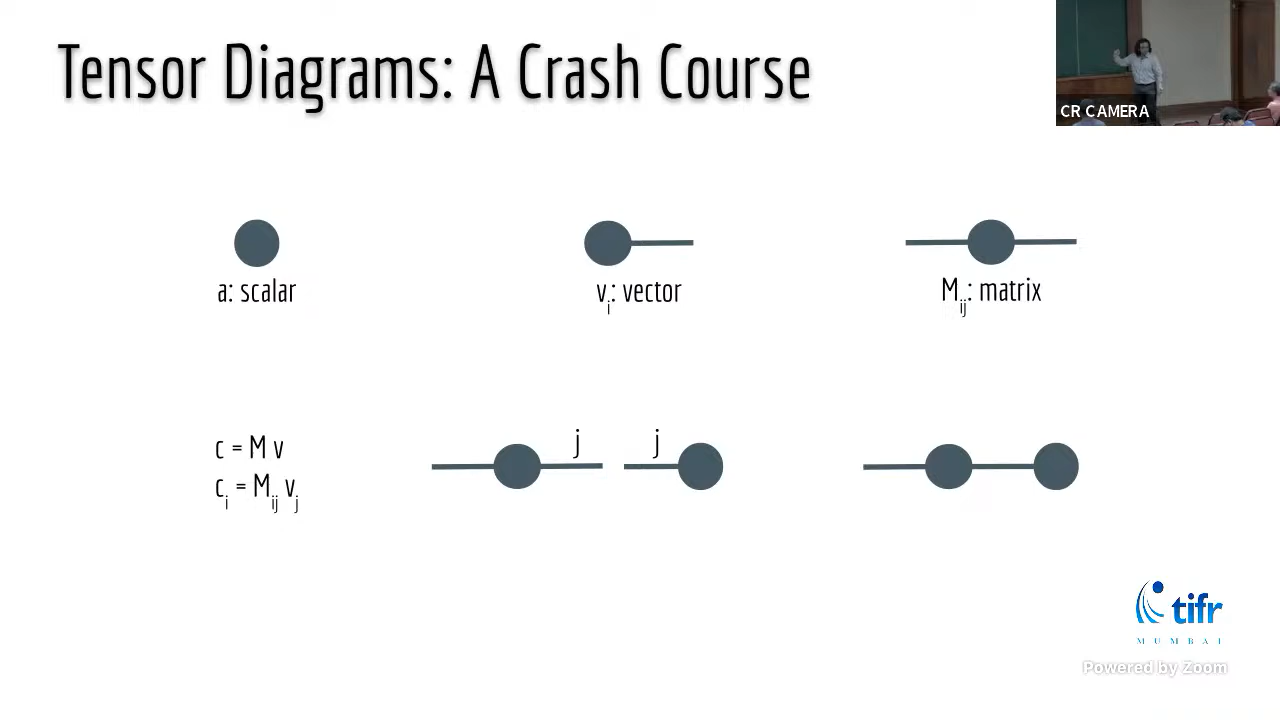 Tensor Diagrams: A Crash Course
CR CAMERA
a: scalar
vi: vector
Mij: matrix
c = M v
ci = Mij vj
j
j
tifr
MUMBAI
Powered by Zoom